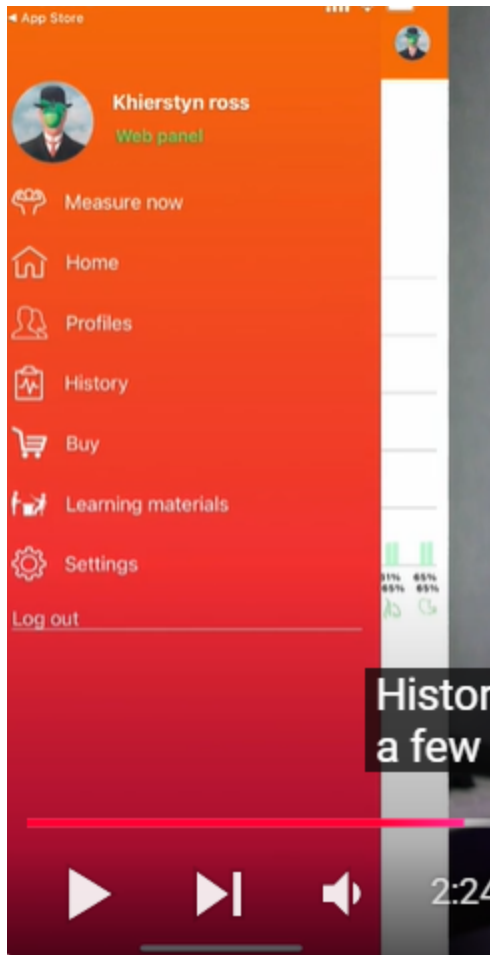 App Store
Khierstyn ross
Web panel
Measure now
Home
Profiles
History
Buy
Learning materials
Settings
Log out
51% 65%
65% 65%
Histor
a few
2:24